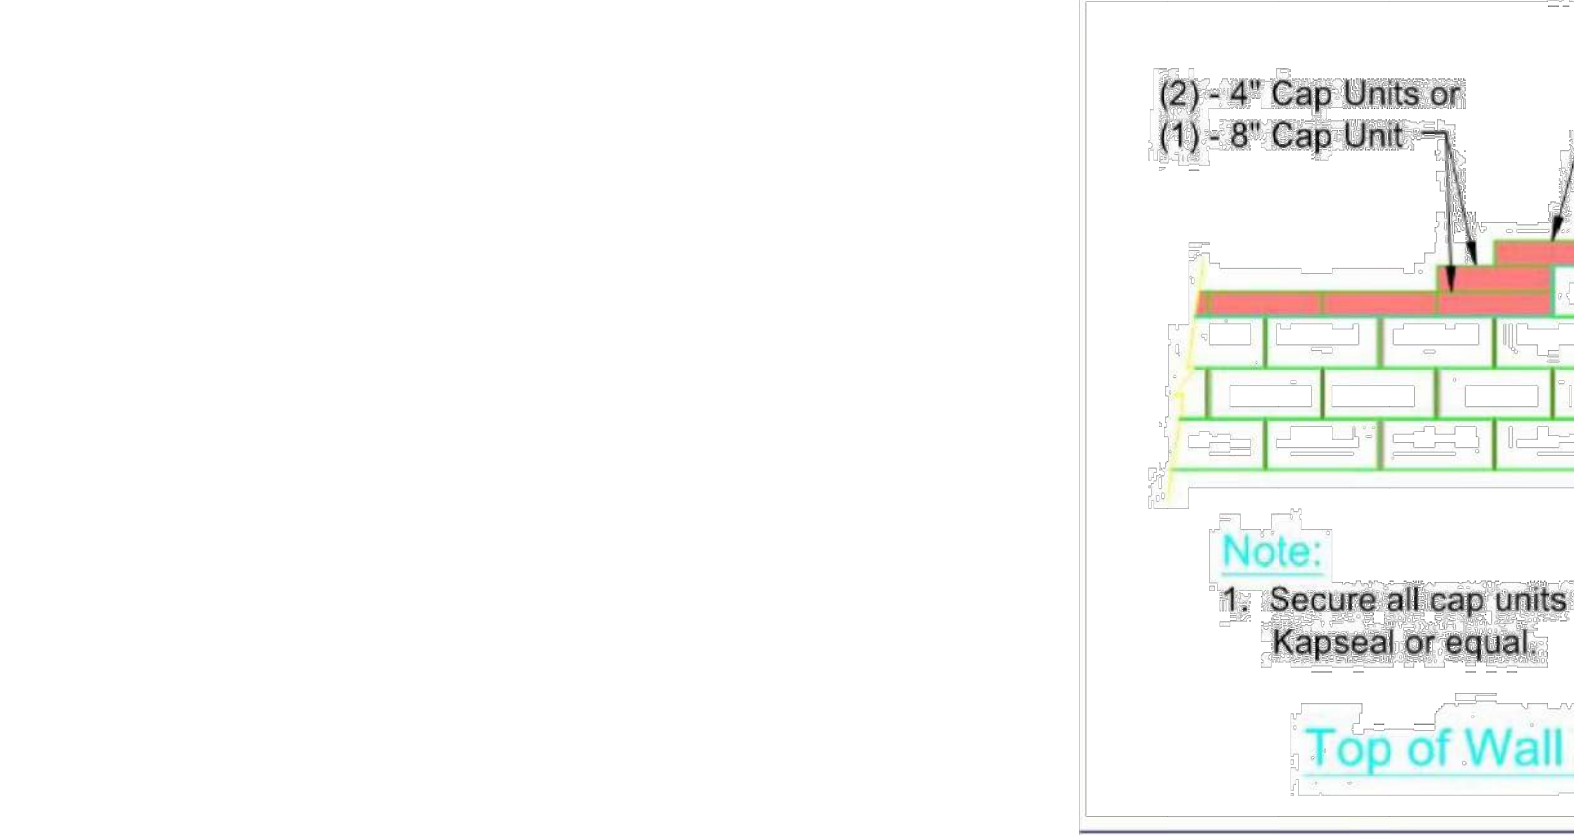 (2) - 4" Cap Units or
(1) - 8" Cap Unit
Note:
1. Secure all cap units
Kapseal or equal.
Top of Wall